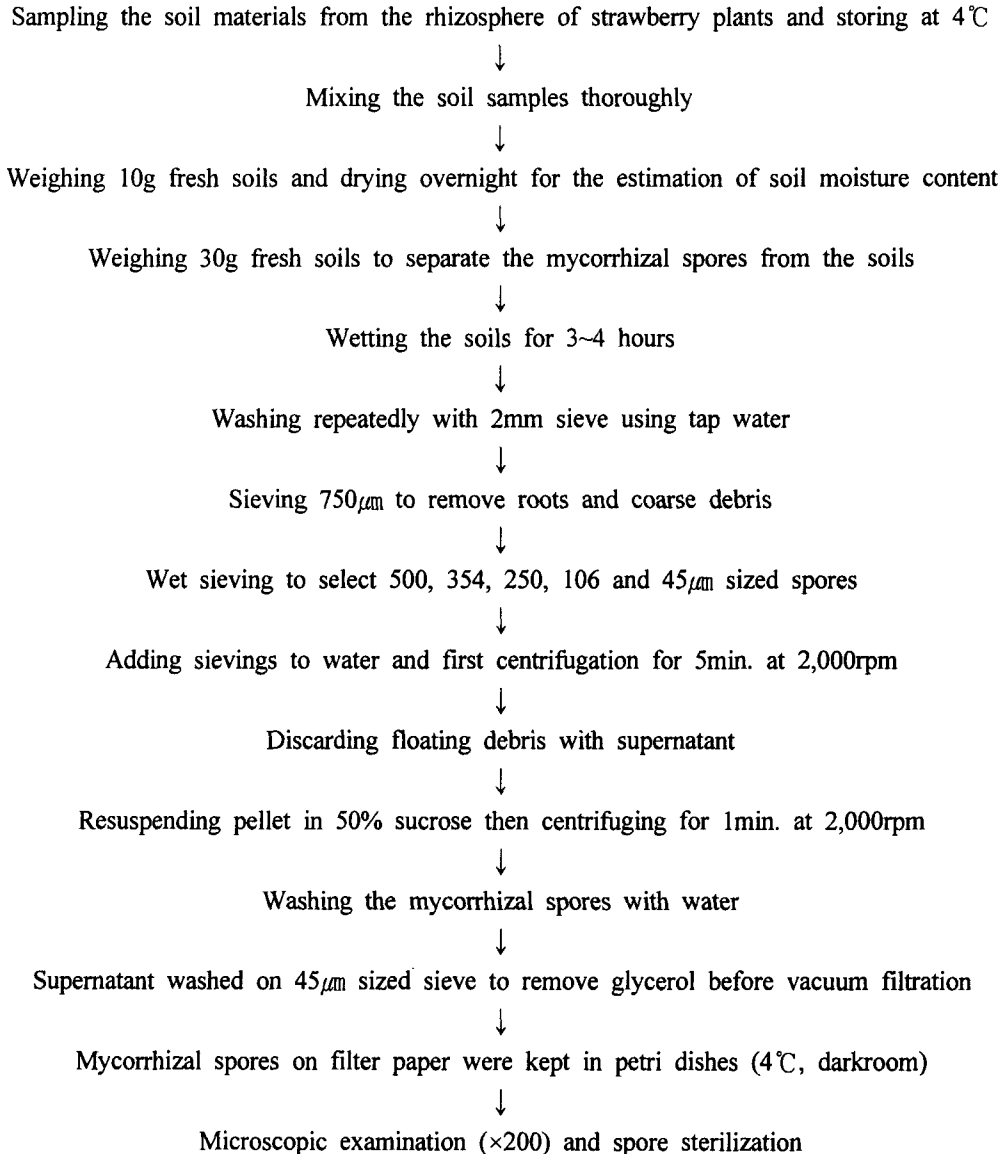 Sampling the soil materials from the rhizosphere of strawberry plants and storing at 4℃
↓
Mixing the soil samples thoroughly
↓
Weighing 10g fresh soils and drying overnight for the estimation of soil moisture content
↓
Weighing 30g fresh soils to separate the mycorrhizal spores from the soils
↓
Wetting the soils for 3~4 hours
↓
Washing repeatedly with 2mm sieve using tap water
↓
Sieving 750㎛ to remove roots and coarse debris
↓
Wet sieving to select 500, 354, 250, 106 and 45㎛ sized spores
↓
Adding sievings to water and first centrifugation for 5min. at 2,000rpm
↓
Discarding floating debris with supernatant
↓
Resuspending pellet in 50% sucrose then centrifuging for 1min. at 2,000rpm
↓
Washing the mycorrhizal spores with water
↓
Supernatant washed on 45㎛ sized sieve to remove glycerol before vacuum filtration
↓
Mycorrhizal spores on filter paper were kept in petri dishes (4℃, darkroom)
↓
Microscopic examination (×200) and spore sterilization